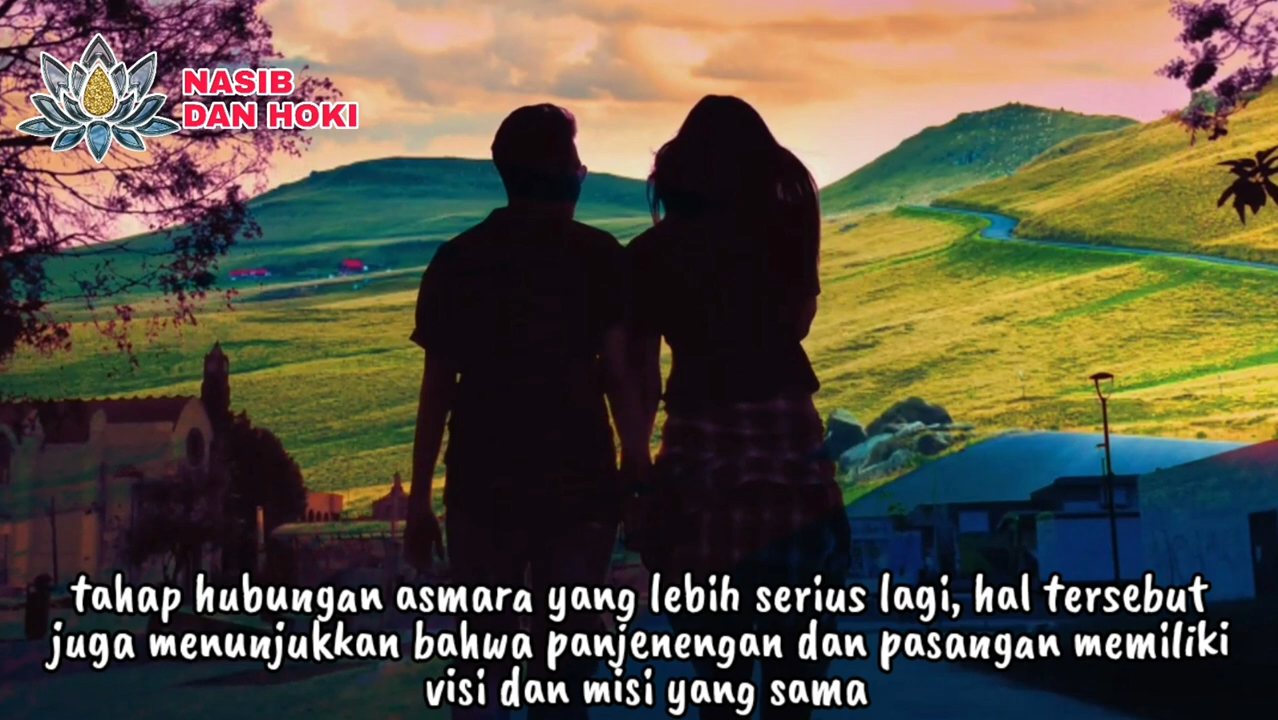 NASIB
DAN HOKI
tahap hubungan asmara yang lebih serius lagi, hal tersebut
juga menunjukkan bahwa panjenengan dan pasangan memiliki
visi dan misi yang sama